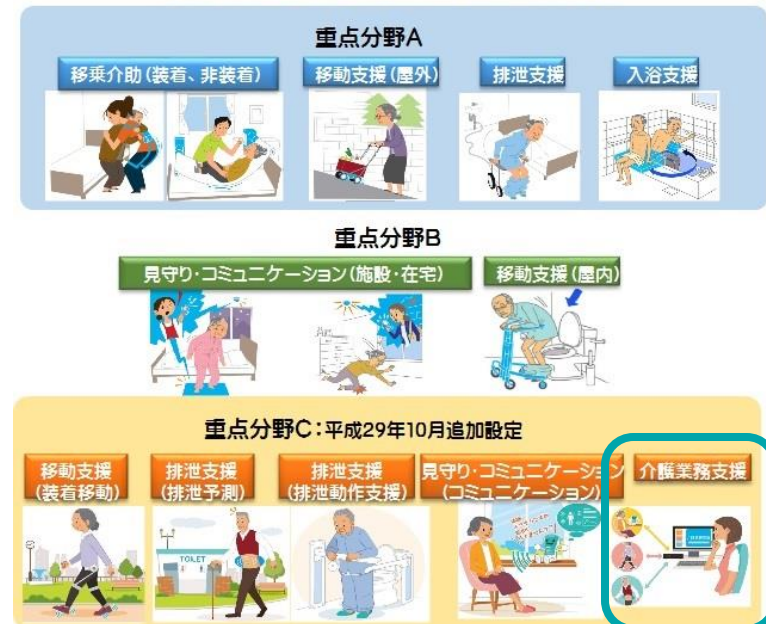 重点分野A
移乗介助(装着、非装着)
移動支援(屋外)
排泄支援
入浴支援
重点分野B
見守り・コミュニケーション(施設・在宅)
移動支援(屋内)
重点分野C:平成29年10月追加設定
移動支援
(装着移動)
排泄支援
(排泄予測)
排泄支援
(排泄動作支援)
見守り・コミュニケーション
(コミュニケーション)
介護業務支援
TOILET